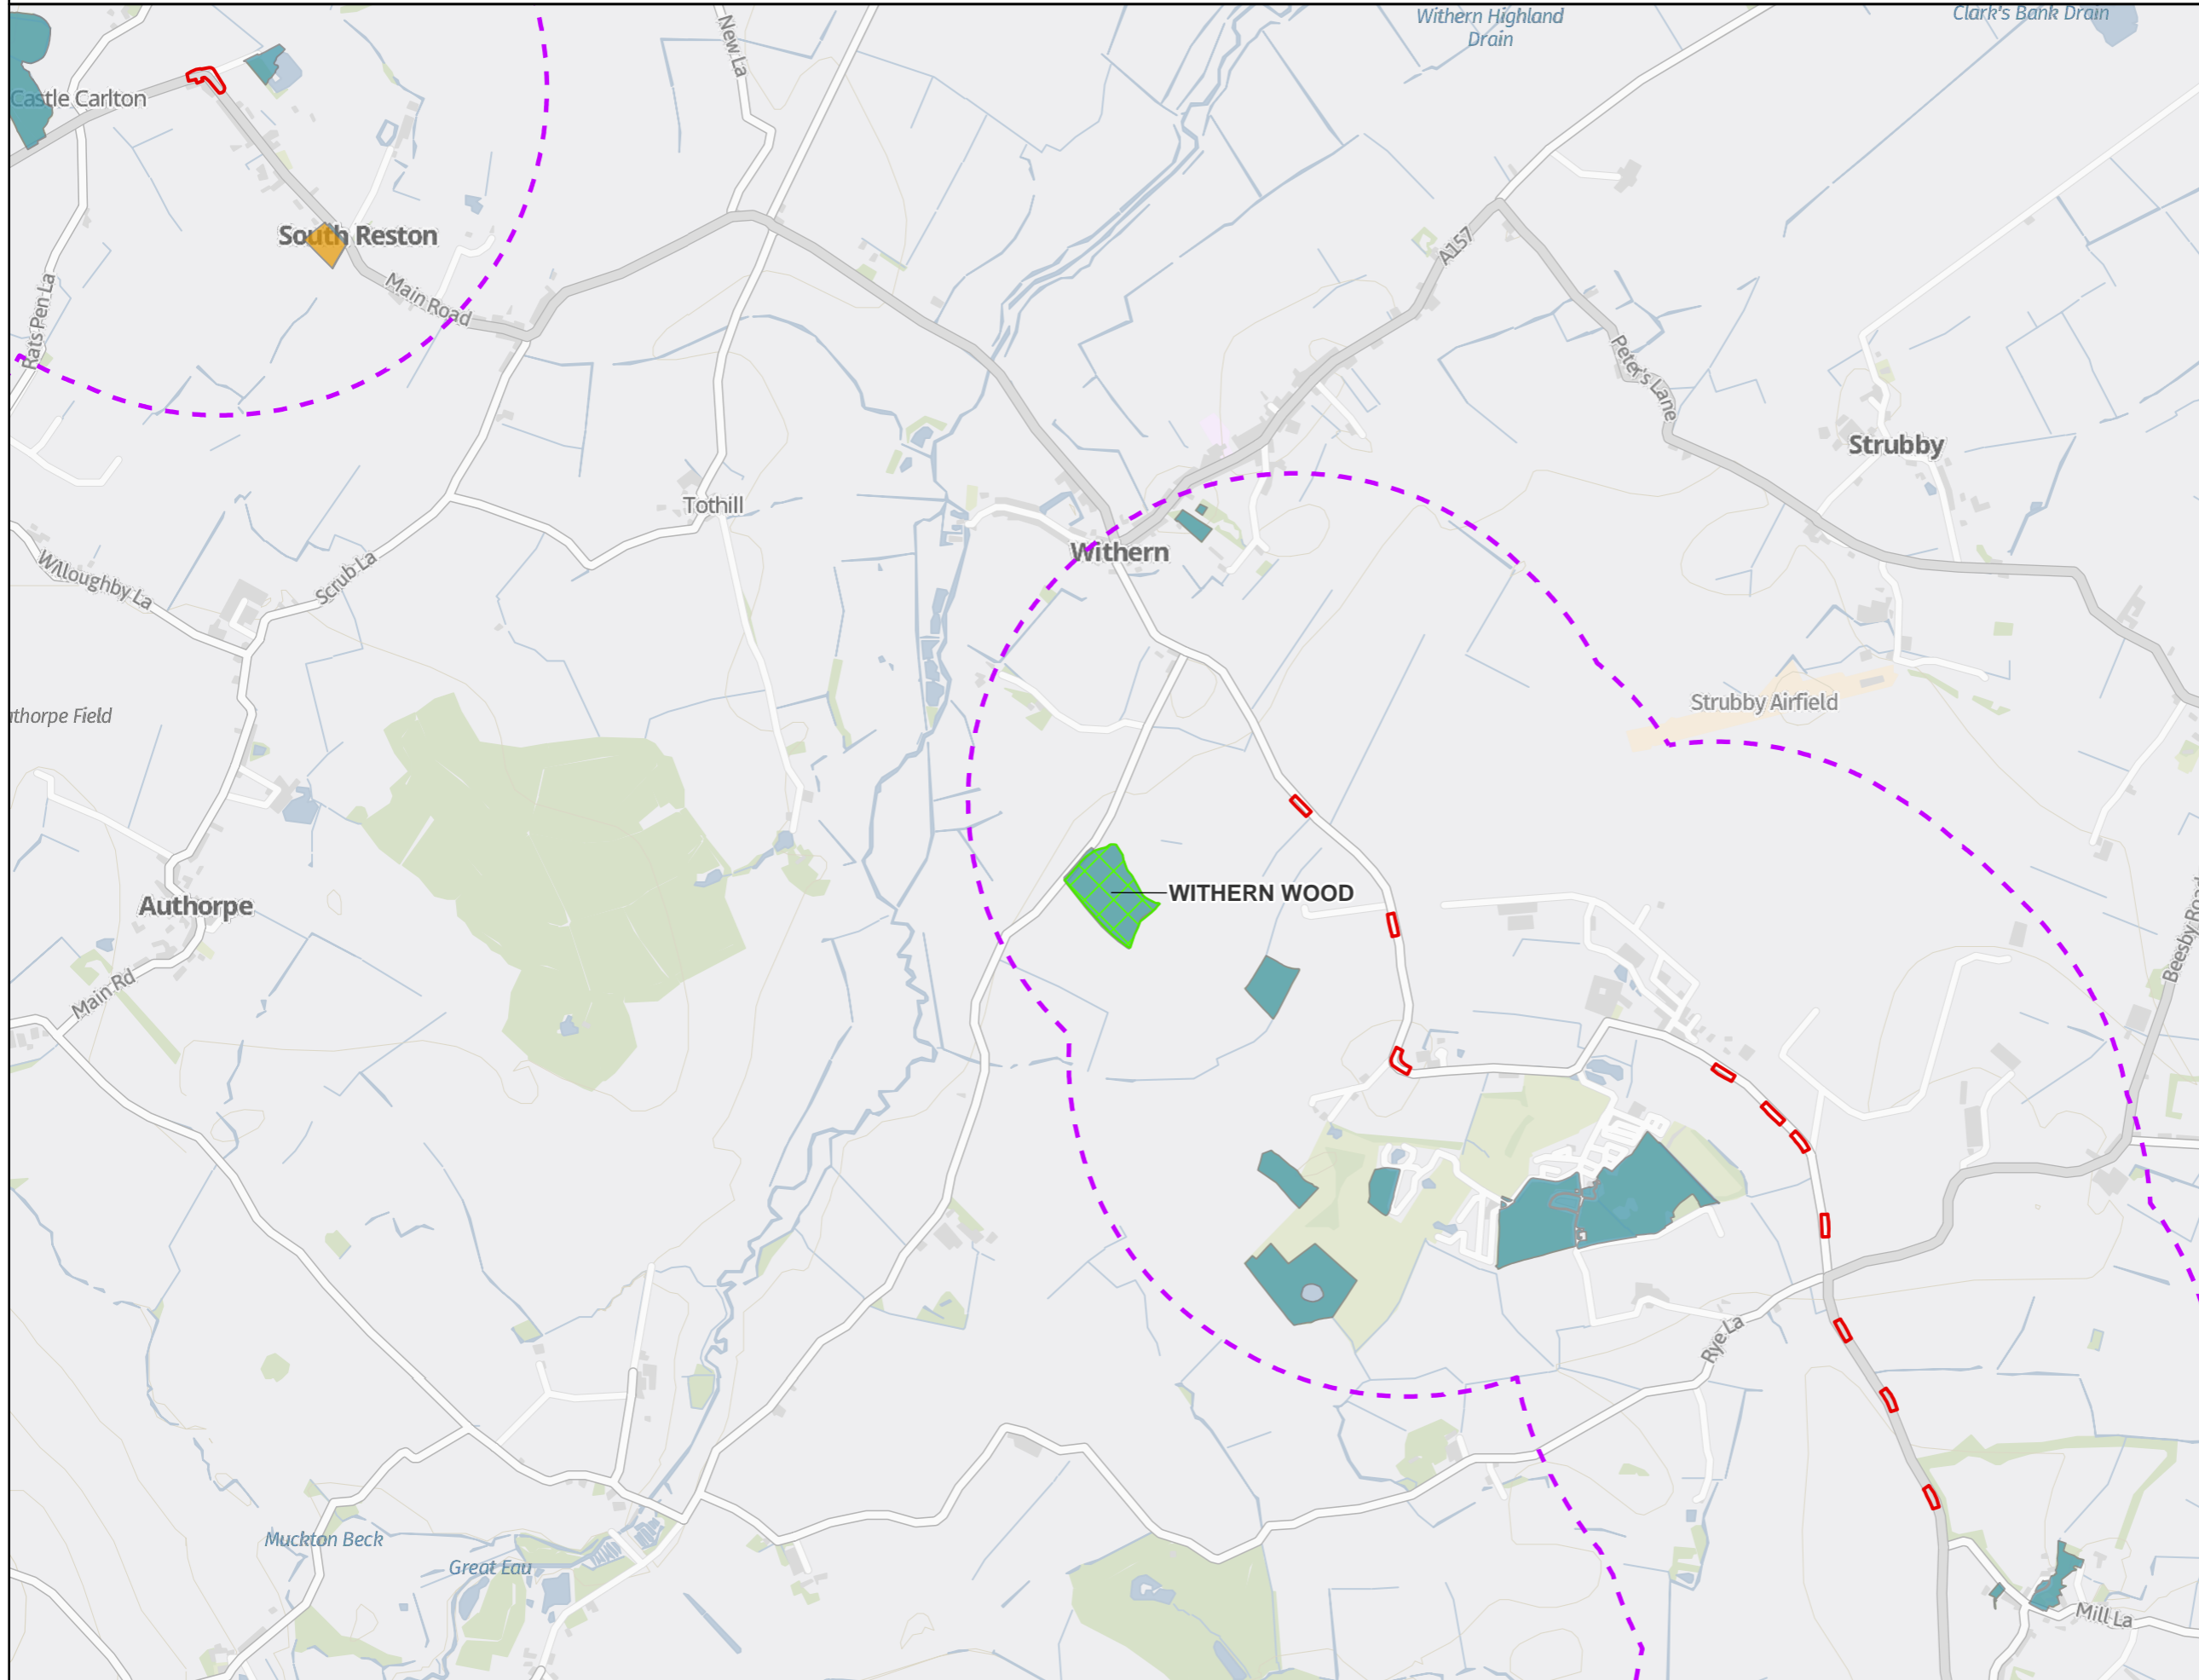 Withern Highland
Drain
Clark's Bank Drain
New La
Castle Carlton
South Reston
Main Road
Rats Pen La
A157
Peter's Lane
Strubby
Tothill
Withern
Willoughby La
Scrub La
Strubby Airfield
thorpe Field
WITHERN WOOD
Authorpe
Main Rd
Beesby Road
Rye La
Muckton Beck
Great Eau
Mill La